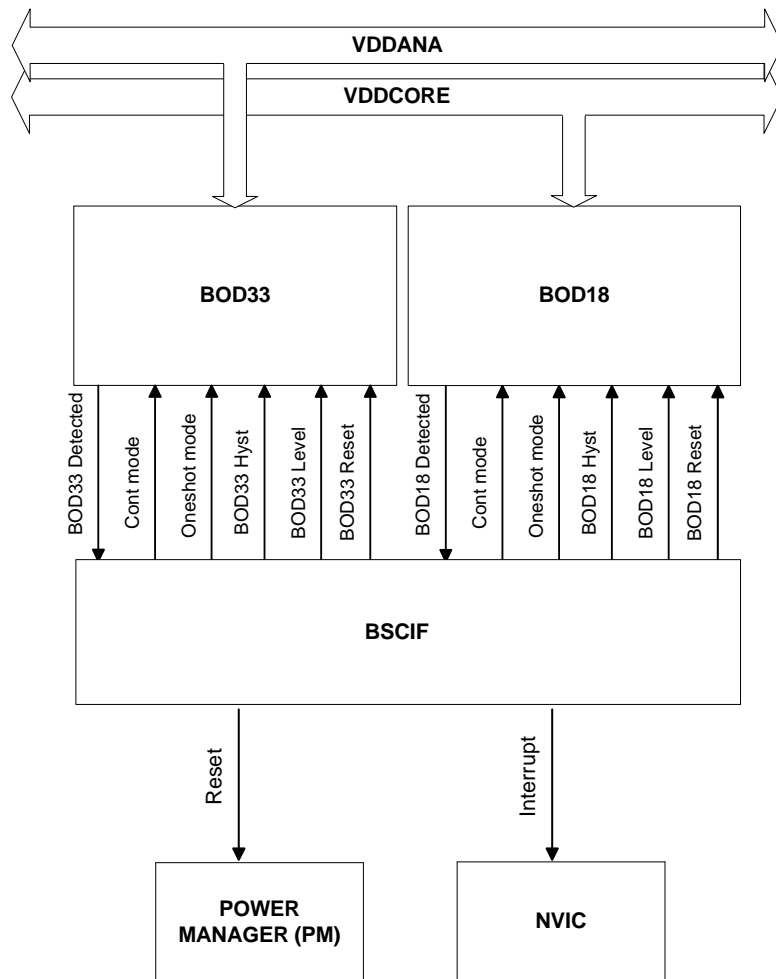 VDDANA
VDDCORE
BOD33
BOD18
BOD33 Detected
Cont mode
Oneshot mode
BOD33 Hyst
BOD33 Level
BOD33 Reset
BOD18 Detected
Cont mode
Oneshot mode
BOD18 Hyst
BOD18 Level
BOD18 Reset
BSCIF
Reset
Interrupt
POWER
MANAGER (PM)
NVIC